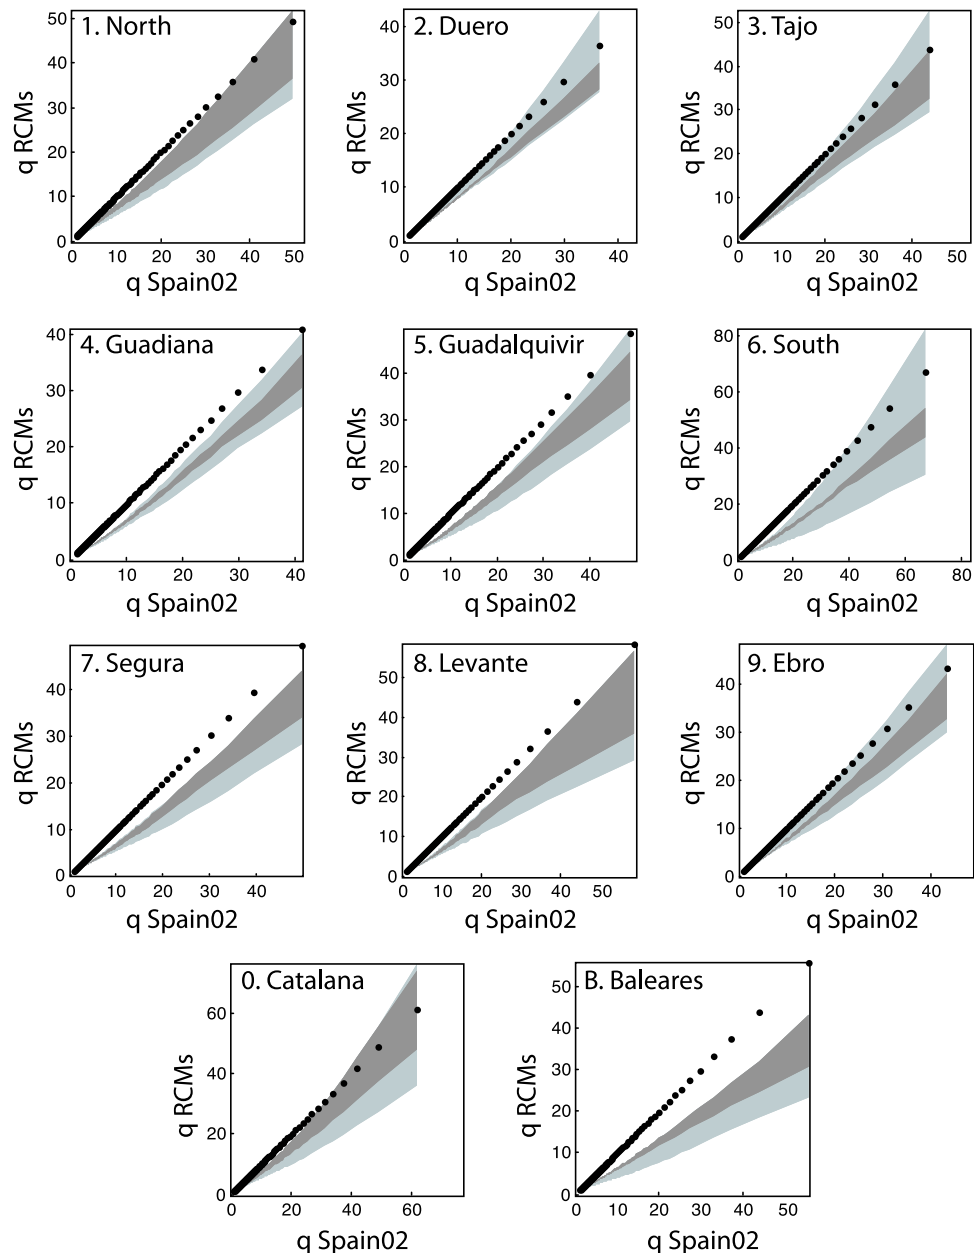 1. North
50
40
30
20
10
0
q RCMs
0 10 20 30 40 50
q Spain02
2. Duero
40
30
20
10
0
q RCMs
0 10 20 30 40
q Spain02
3. Tajo
50
40
30
20
10
0
q RCMs
0 10 20 30 40 50
q Spain02
4. Guadiana
40
30
20
10
0
q RCMs
0 10 20 30 40
q Spain02
5. Guadalquivir
40
30
20
10
0
q RCMs
0 10 20 30 40
q Spain02
6. South
80
60
40
20
0
q RCMs
0 20 40 60 80
q Spain02
7. Segura
40
30
20
10
0
q RCMs
0 10 20 30 40
q Spain02
8. Levante
50
40
30
20
10
0
q RCMs
0 10 20 30 40 50
q Spain02
9. Ebro
40
30
20
10
0
q RCMs
0 10 20 30 40
q Spain02
0. Catalana
60
40
20
0
q RCMs
0 20 40 60
q Spain02
B. Baleares
50
40
30
20
10
0
q RCMs
0 10 20 30 40 50
q Spain02